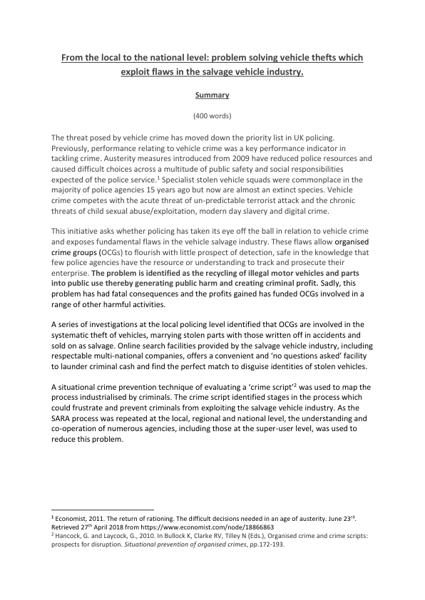 From the local to the national level: problem solving vehicle thefts which
exploit flaws in the salvage vehicle industry.
Summary
(400 words)
The threat posed by vehicle crime has moved down the priority list in UK policing.
Previously, performance relating to vehicle crime was a key performance indicator in
tackling crime. Austerity measures introduced from 2009 have reduced police resources and
caused difficult choices across a multitude of public safety and social responsibilities
expected of the police service.¹ Specialist stolen vehicle squads were commonplace in the
majority of police agencies 15 years ago but now are almost an extinct species. Vehicle
crime competes with the acute threat of un-predictable terrorist attack and the chronic
threats of child sexual abuse/exploitation, modern day slavery and digital crime.
This initiative asks whether policing has taken its eye off the ball in relation to vehicle crime
and exposes fundamental flaws in the vehicle salvage industry. These flaws allow organised
crime groups (OCGs) to flourish with little prospect of detection, safe in the knowledge that
few police agencies have the resource or understanding to track and prosecute their
enterprise. The problem is identified as the recycling of illegal motor vehicles and parts
into public use thereby generating public harm and creating criminal profit. Sadly, this
problem has had fatal consequences and the profits gained has funded OCGs involved in a
range of other harmful activities.
A series of investigations at the local policing level identified that OCGs are involved in the
systematic theft of vehicles, marrying stolen parts with those written off in accidents and
sold on as salvage. Online search facilities provided by the salvage vehicle industry, including
respectable multi-national companies, offers a convenient and 'no questions asked' facility
to launder criminal cash and find the perfect match to disguise identities of stolen vehicles.
A situational crime prevention technique of evaluating a 'crime script'² was used to map the
process industrialised by criminals. The crime script identified stages in the process which
could frustrate and prevent criminals from exploiting the salvage vehicle industry. As the
SARA process was repeated at the local, regional and national level, the understanding and
co-operation of numerous agencies, including those at the super-user level, was used to
reduce this problem.
¹ Economist, 2011. The return of rationing. The difficult decisions needed in an age of austerity. June 23ʳᵈ.
Retrieved 27ᵗʰ April 2018 from https://www.economist.com/node/18866863
² Hancock, G. and Laycock, G., 2010. In Bullock K, Clarke RV, Tilley N (Eds.), Organised crime and crime scripts:
prospects for disruption. Situational prevention of organised crimes, pp.172-193.